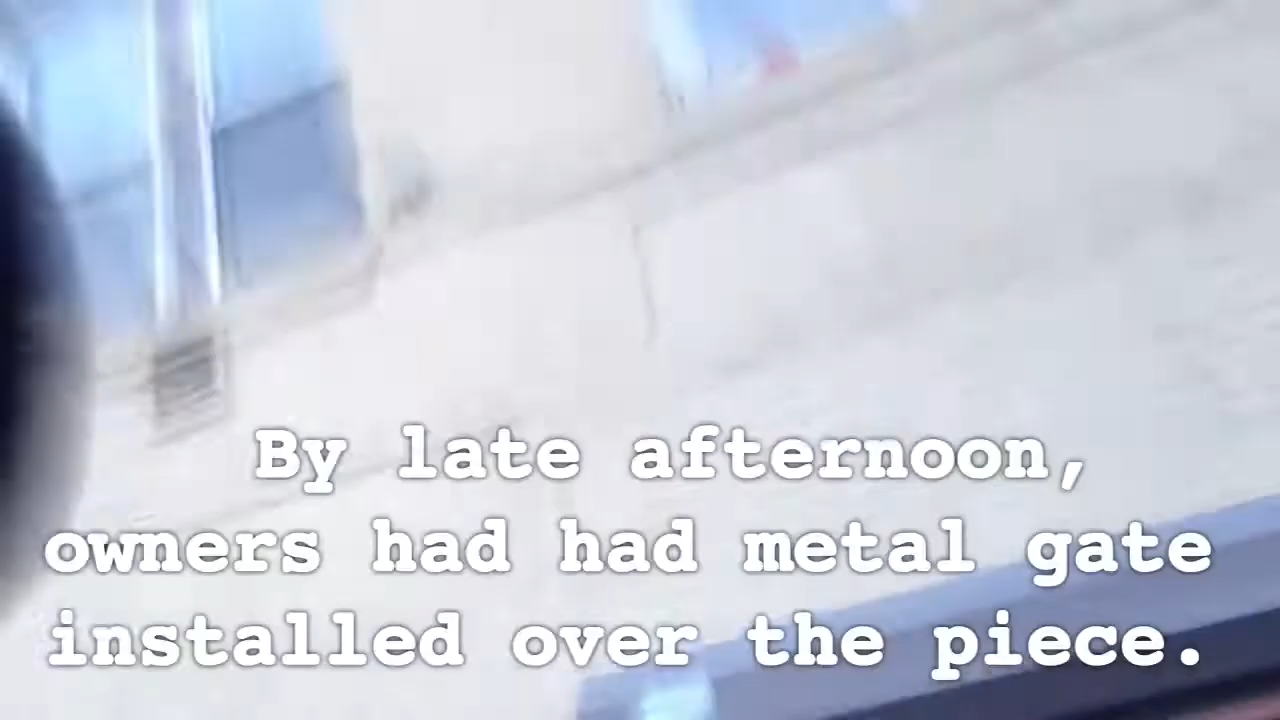 By late afternoon,
owners had had metal gate
installed over the piece.